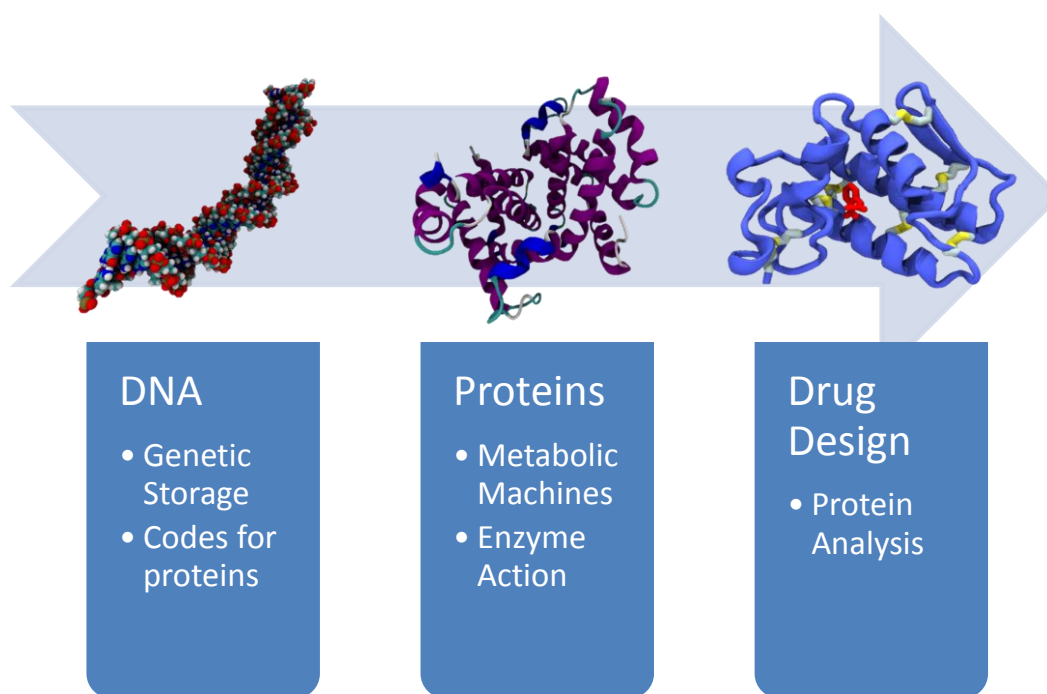 DNA
• Genetic
Storage
• Codes for
proteins
Proteins
• Metabolic
Machines
• Enzyme
Action
Drug
Design
• Protein
Analysis